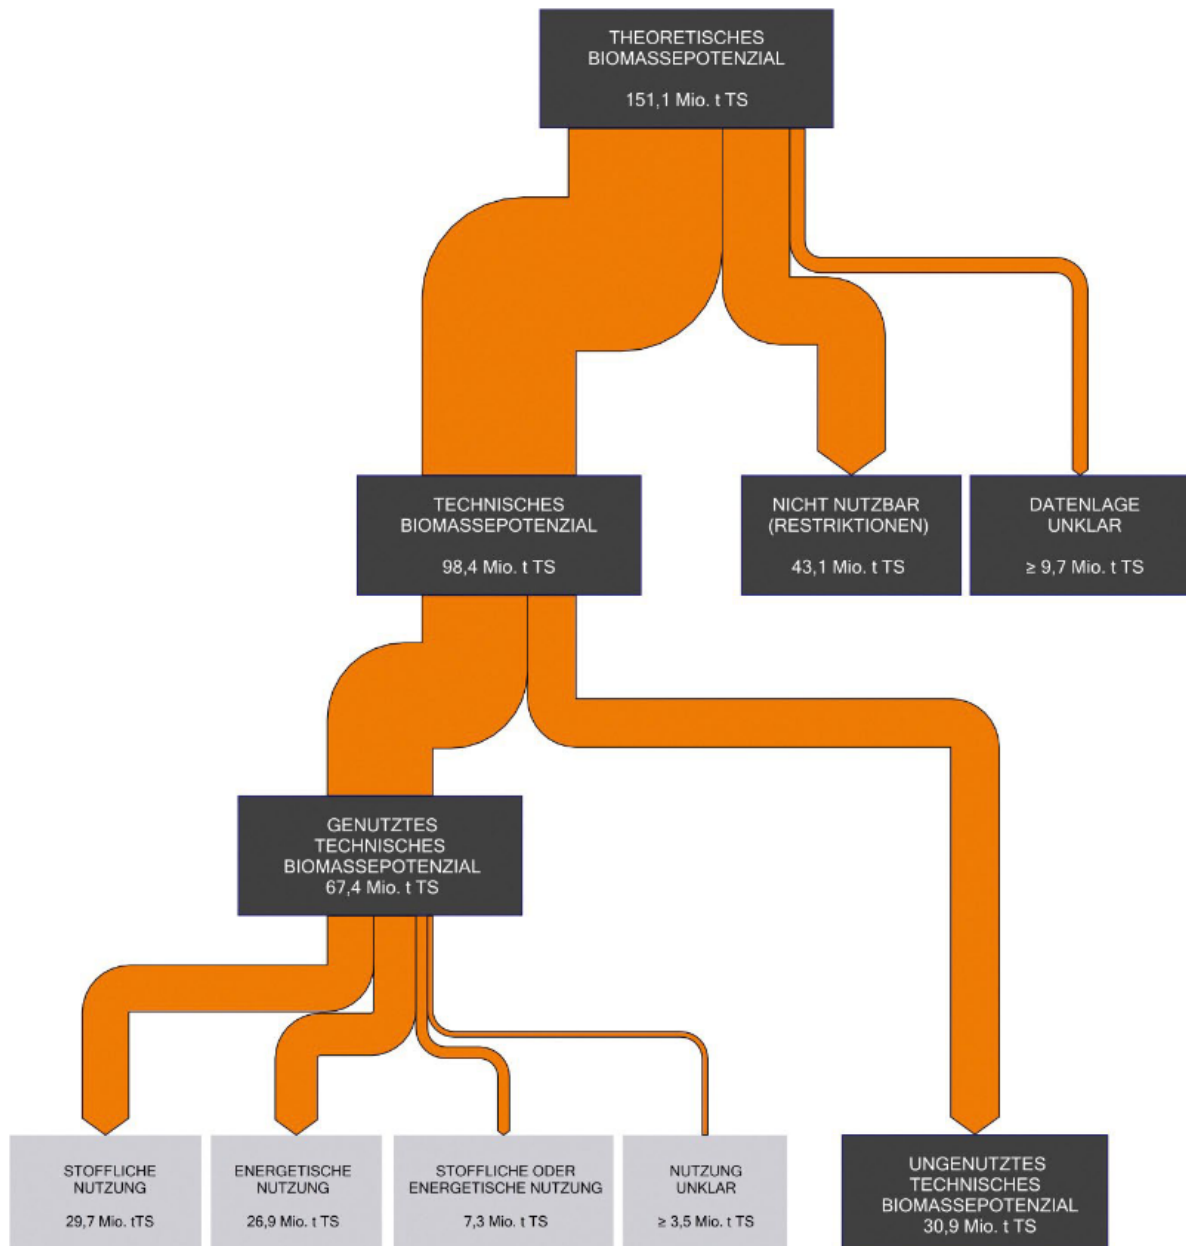 THEORETISCHES
BIOMASSEPOTENZIAL
151,1 Mio. t TS
TECHNISCHES
BIOMASSEPOTENZIAL
98,4 Mio. t TS
NICHT NUTZBAR
(RESTRIKTIONEN)
43,1 Mio. t TS
DATENLAGE
UNKLAR
≥ 9,7 Mio. t TS
GENUTZTES
TECHNISCHES
BIOMASSEPOTENZIAL
67,4 Mio. t TS
STOFFLICHE
NUTZUNG
29,7 Mio. tTS
ENERGETISCHE
NUTZUNG
26,9 Mio. t TS
STOFFLICHE ODER
ENERGETISCHE NUTZUNG
7,3 Mio. t TS
NUTZUNG
UNKLAR
≥ 3,5 Mio. t TS
UNGENUTZTES
TECHNISCHES
BIOMASSEPOTENZIAL
30,9 Mio. t TS